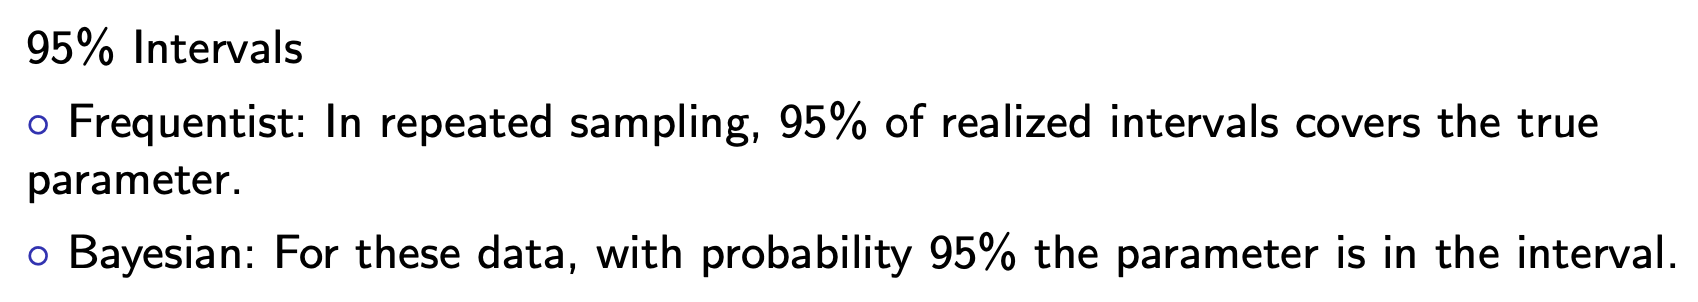 95% Intervals
○ Frequentist: In repeated sampling, 95% of realized intervals covers the true
parameter.
○ Bayesian: For these data, with probability 95% the parameter is in the interval.